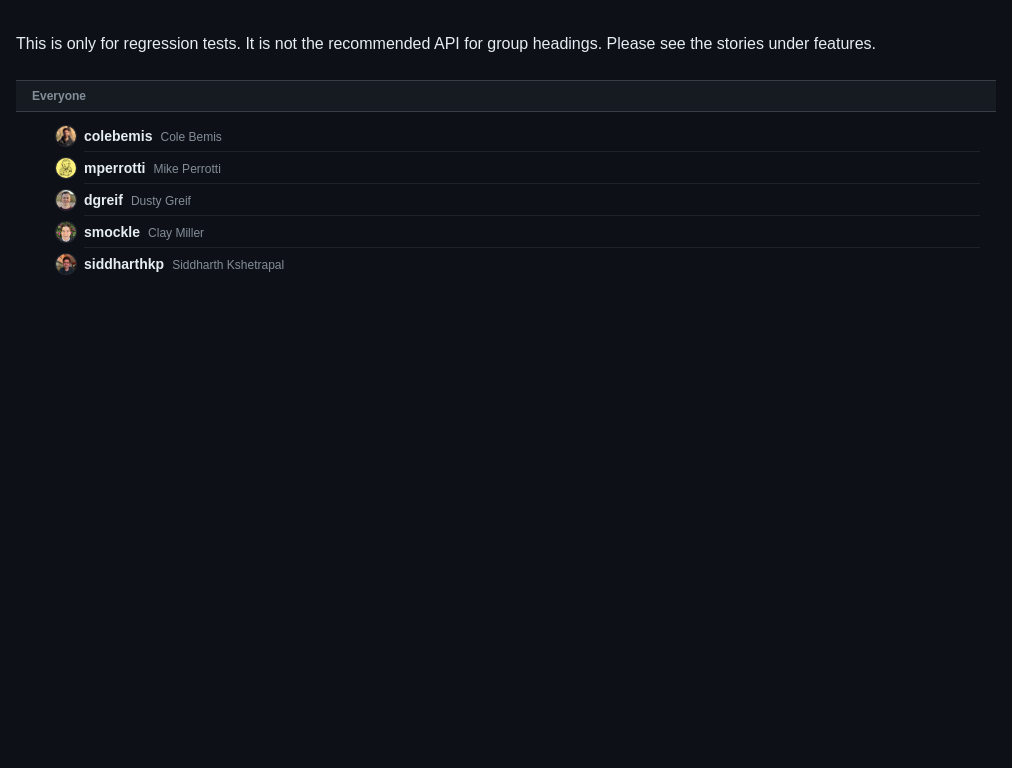 This is only for regression tests. It is not the recommended API for group headings. Please see the stories under features.
Everyone
colebemis Cole Bemis
mperrotti Mike Perrotti
dgreif Dusty Greif
smockle Clay Miller
siddharthkp Siddharth Kshetrapal